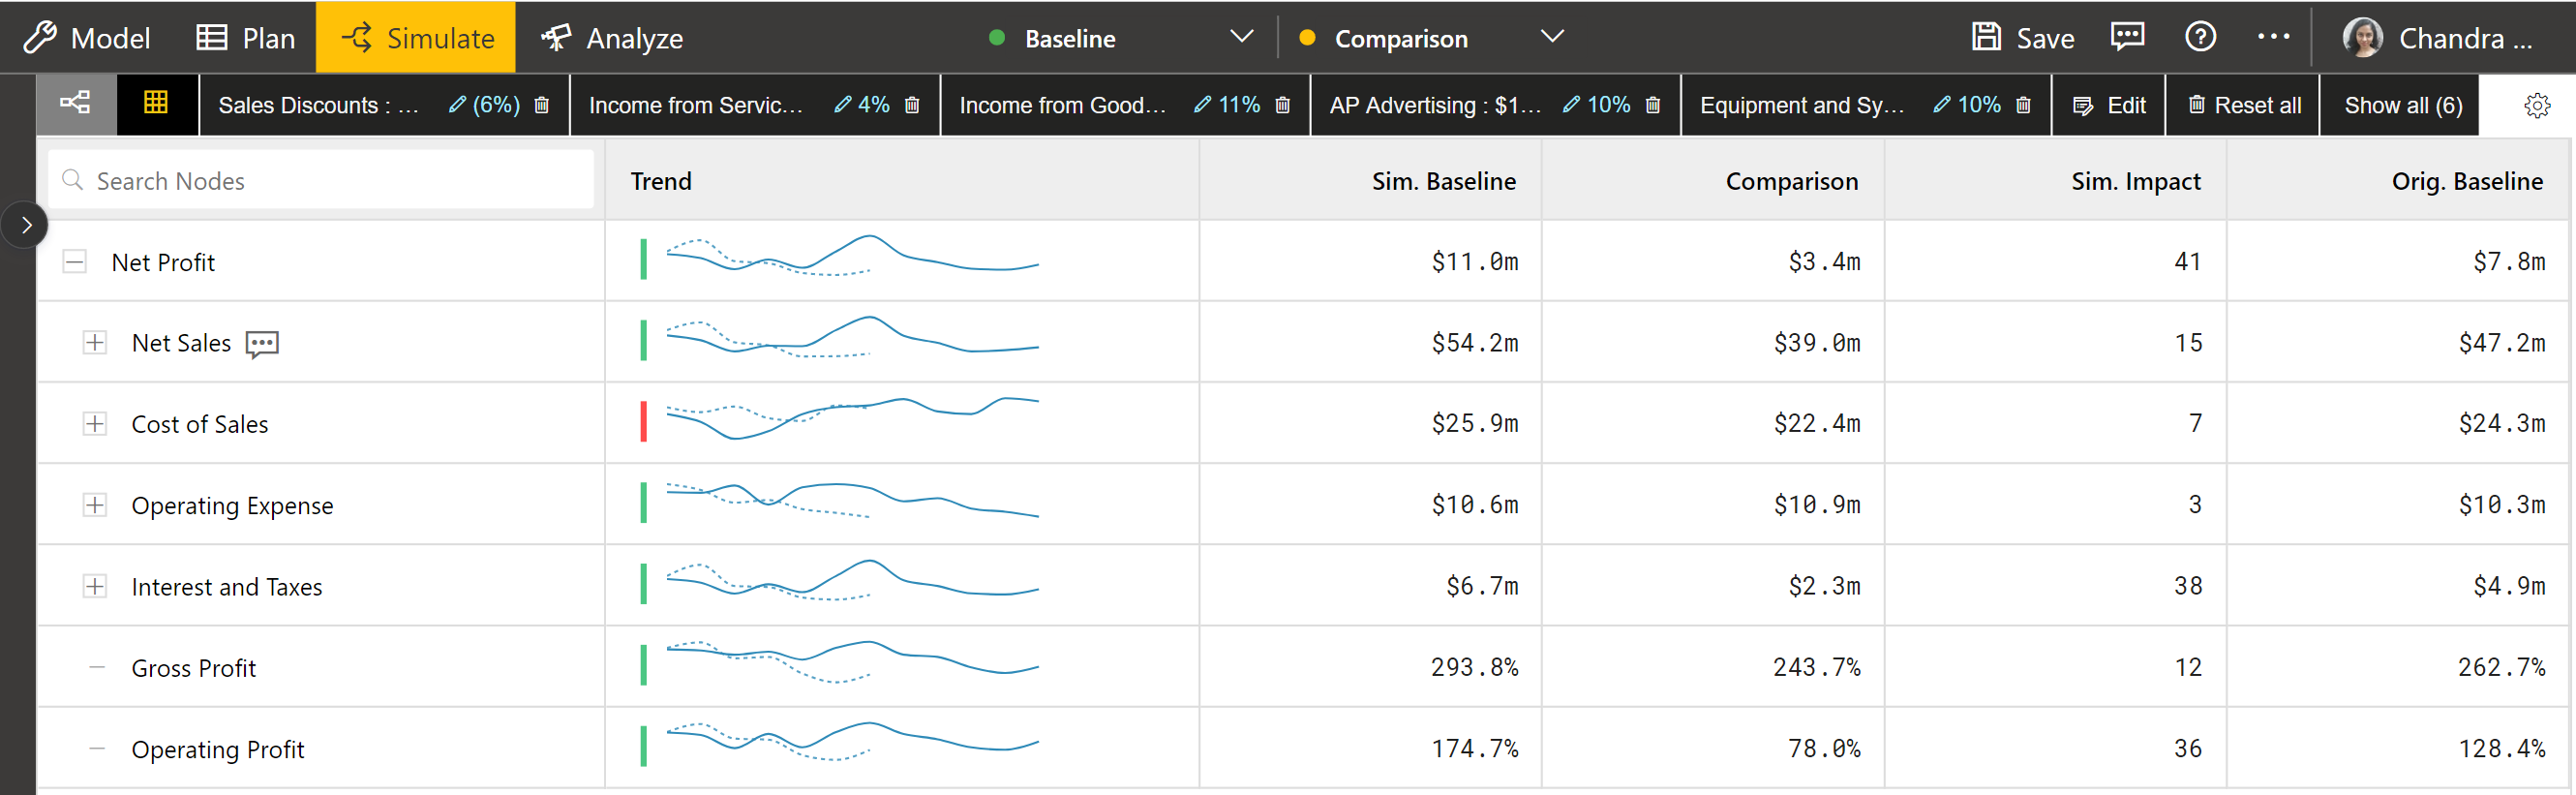 Model Plan Simulate Analyze Baseline Comparison Save Chandra ...
Sales Discounts : ... (6%) Income from Servic... 4% Income from Good... 11% AP Advertising : $1... 10% Equipment and Sy... 10% Edit Reset all Show all (6)
Search Nodes Trend Sim. Baseline Comparison Sim. Impact Orig. Baseline
Net Profit $11.0m $3.4m 41 $7.8m
Net Sales $54.2m $39.0m 15 $47.2m
Cost of Sales $25.9m $22.4m 7 $24.3m
Operating Expense $10.6m $10.9m 3 $10.3m
Interest and Taxes $6.7m $2.3m 38 $4.9m
Gross Profit 293.8% 243.7% 12 262.7%
Operating Profit 174.7% 78.0% 36 128.4%